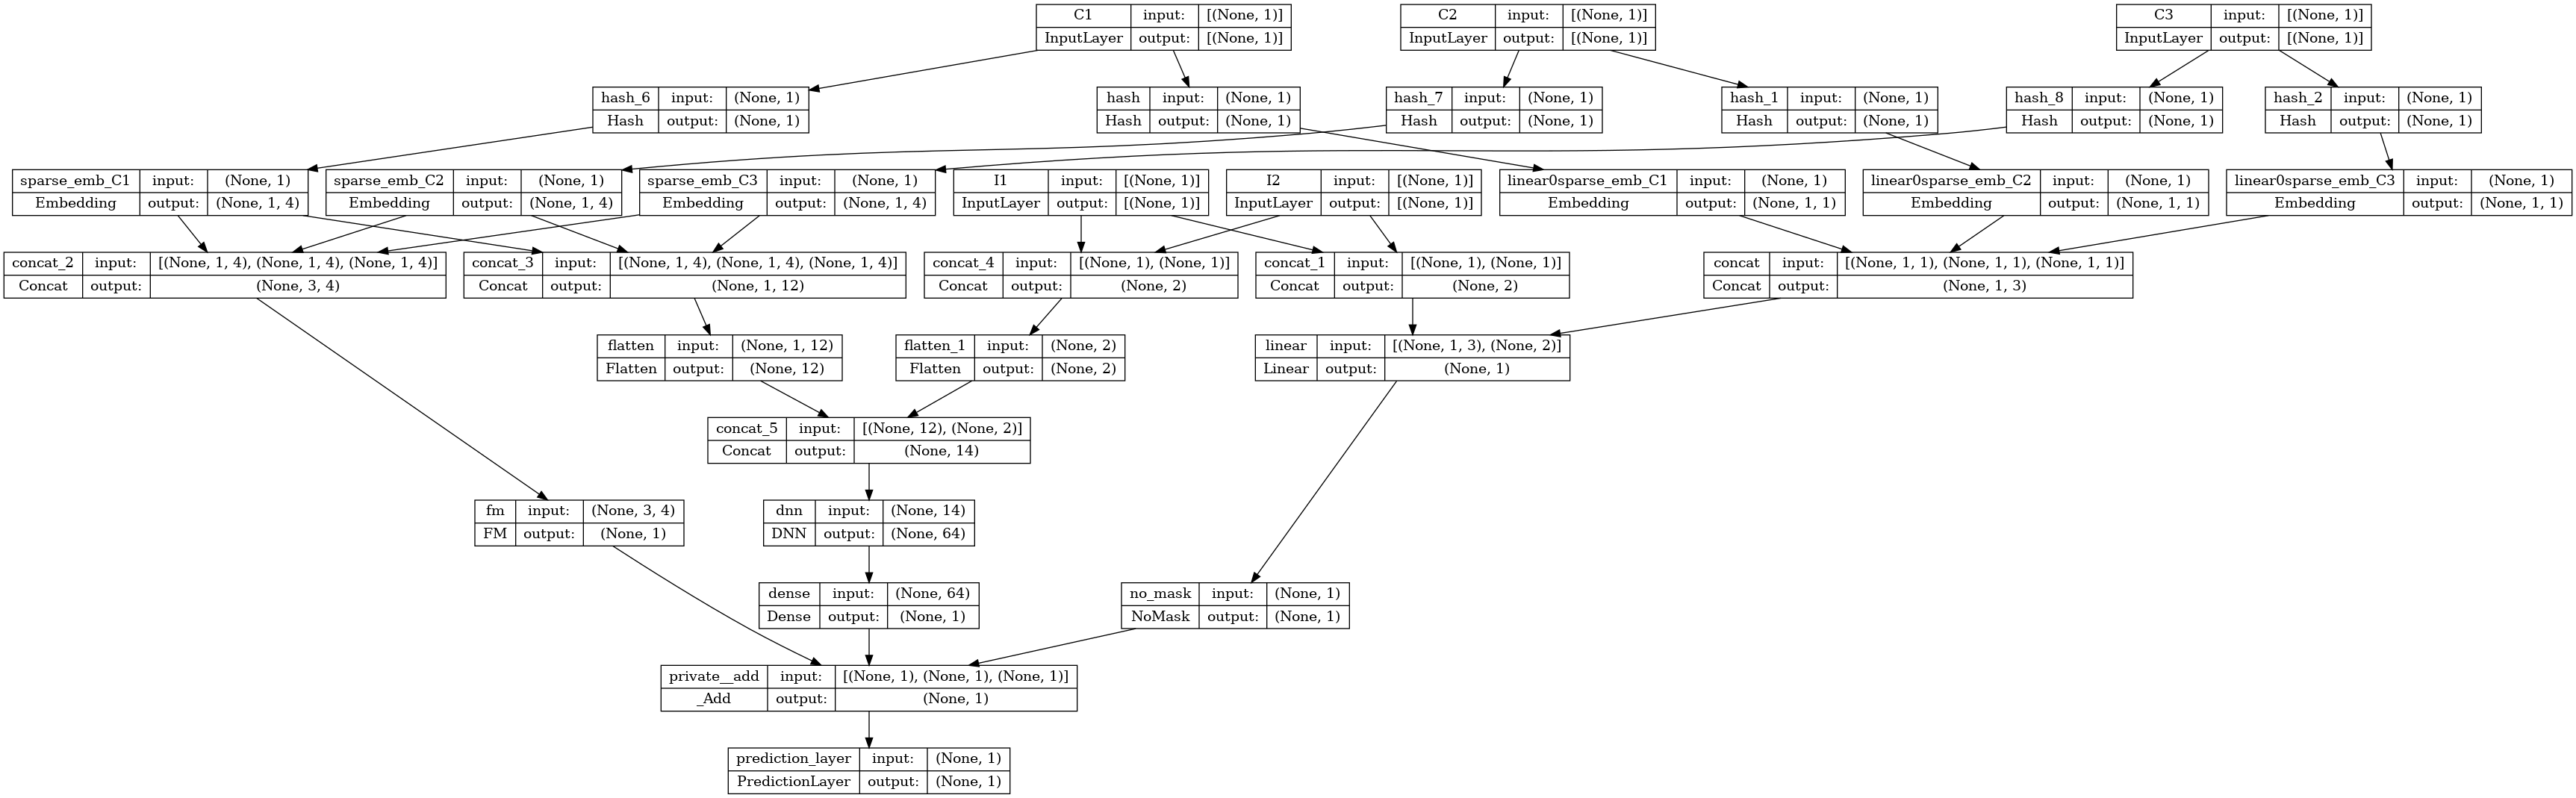 C1 input: [(None, 1)]
InputLayer output: [(None, 1)]
C2 input: [(None, 1)]
InputLayer output: [(None, 1)]
C3 input: [(None, 1)]
InputLayer output: [(None, 1)]
hash_6 input: (None, 1)
Hash output: (None, 1)
hash input: (None, 1)
Hash output: (None, 1)
hash_7 input: (None, 1)
Hash output: (None, 1)
hash_1 input: (None, 1)
Hash output: (None, 1)
hash_8 input: (None, 1)
Hash output: (None, 1)
hash_2 input: (None, 1)
Hash output: (None, 1)
sparse_emb_C1 input: (None, 1)
Embedding output: (None, 1, 4)
sparse_emb_C2 input: (None, 1)
Embedding output: (None, 1, 4)
sparse_emb_C3 input: (None, 1)
Embedding output: (None, 1, 4)
I1 input: [(None, 1)]
InputLayer output: [(None, 1)]
I2 input: [(None, 1)]
InputLayer output: [(None, 1)]
linear0sparse_emb_C1 input: (None, 1)
Embedding output: (None, 1, 1)
linear0sparse_emb_C2 input: (None, 1)
Embedding output: (None, 1, 1)
linear0sparse_emb_C3 input: (None, 1)
Embedding output: (None, 1, 1)
concat_2 input: [(None, 1, 4), (None, 1, 4), (None, 1, 4)]
Concat output: (None, 3, 4)
concat_3 input: [(None, 1, 4), (None, 1, 4), (None, 1, 4)]
Concat output: (None, 1, 12)
concat_4 input: [(None, 1), (None, 1)]
Concat output: (None, 2)
concat_1 input: [(None, 1), (None, 1)]
Concat output: (None, 2)
concat input: [(None, 1, 1), (None, 1, 1), (None, 1, 1)]
Concat output: (None, 1, 3)
flatten input: (None, 1, 12)
Flatten output: (None, 12)
flatten_1 input: (None, 2)
Flatten output: (None, 2)
linear input: [(None, 1, 3), (None, 2)]
Linear output: (None, 1)
concat_5 input: [(None, 12), (None, 2)]
Concat output: (None, 14)
fm input: (None, 3, 4)
FM output: (None, 1)
dnn input: (None, 14)
DNN output: (None, 64)
dense input: (None, 64)
Dense output: (None, 1)
no_mask input: (None, 1)
NoMask output: (None, 1)
private__add input: [(None, 1), (None, 1), (None, 1)]
_Add output: (None, 1)
prediction_layer input: (None, 1)
PredictionLayer output: (None, 1)